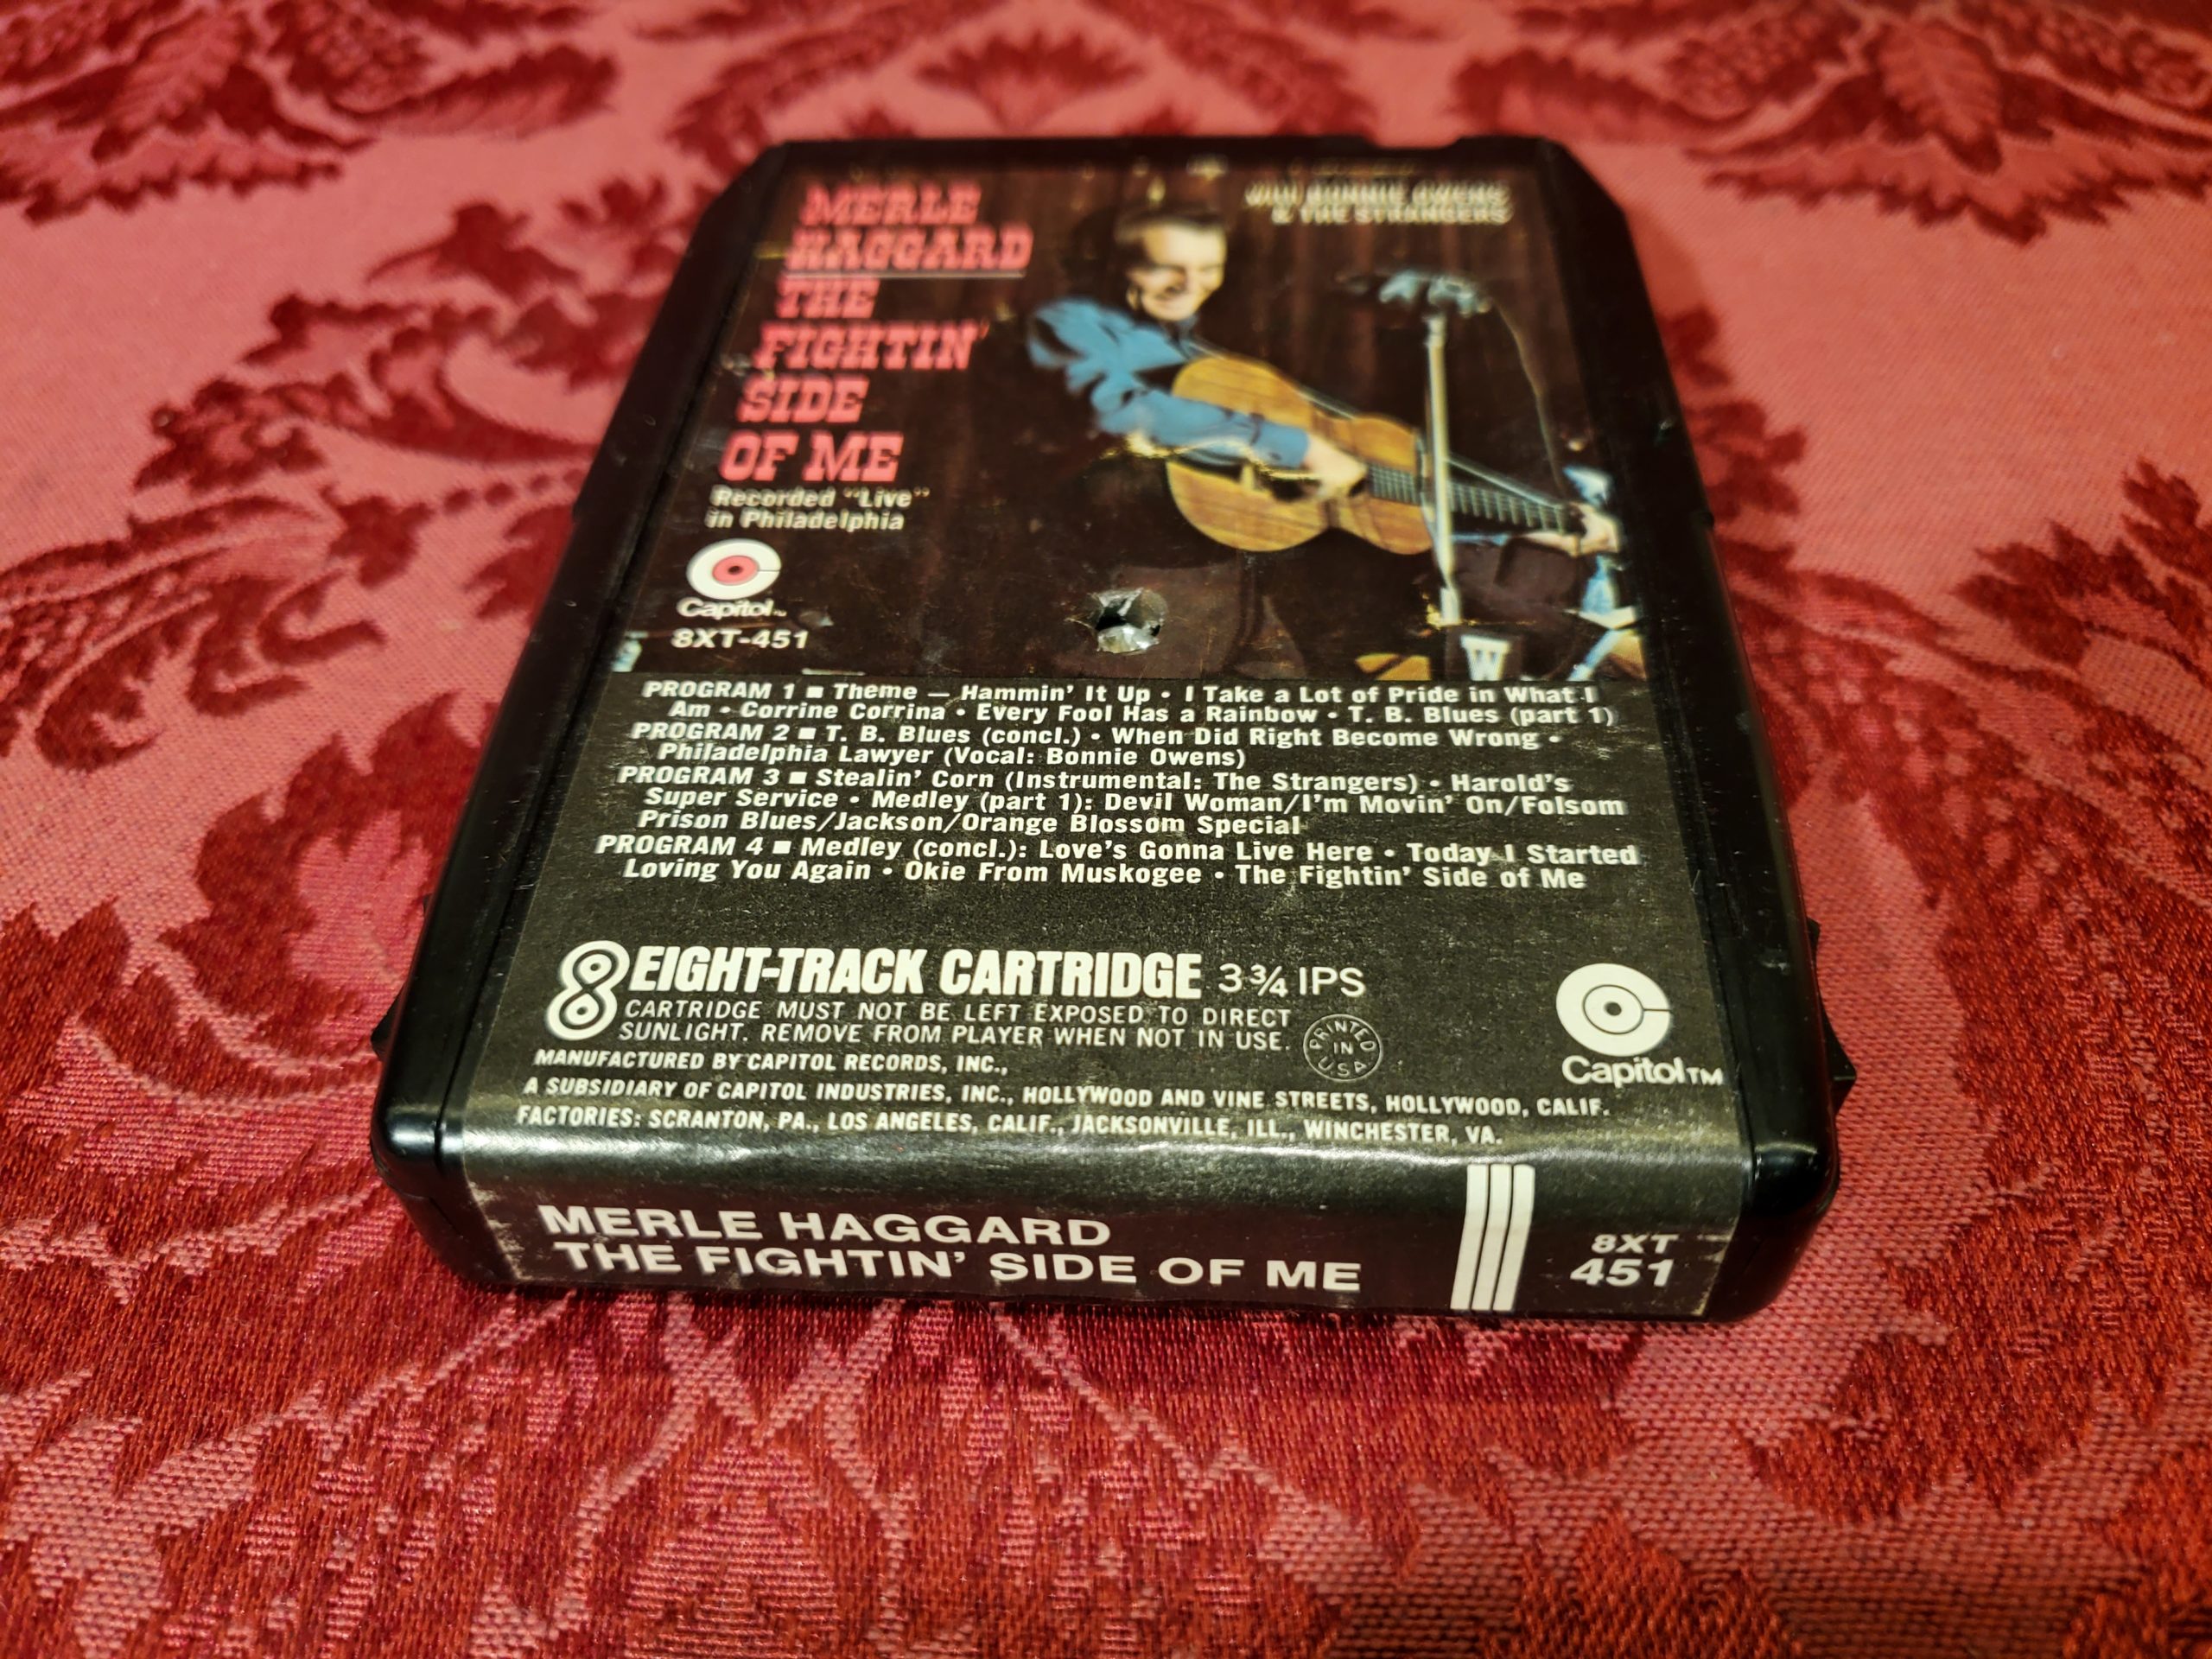 MERLE
HAGGARD
THE
FIGHTIN'
SIDE
OF ME
Recorded "Live"
in Philadelphia
WITH BONNIE OWENS
& THE STRANGERS
Capitol™
8XT-451
W
PROGRAM 1 ■ Theme — Hammin' It Up • I Take a Lot of Pride in What I
Am • Corrine Corrina • Every Fool Has a Rainbow • T. B. Blues (part 1)
PROGRAM 2 ■ T. B. Blues (concl.) • When Did Right Become Wrong •
Philadelphia Lawyer (Vocal: Bonnie Owens)
PROGRAM 3 ■ Stealin' Corn (Instrumental: The Strangers) • Harold's
Super Service • Medley (part 1): Devil Woman/I'm Movin' On/Folsom
Prison Blues/Jackson/Orange Blossom Special
PROGRAM 4 ■ Medley (concl.): Love's Gonna Live Here • Today I Started
Loving You Again • Okie From Muskogee • The Fightin' Side of Me
8 EIGHT-TRACK CARTRIDGE 3¾ IPS
CARTRIDGE MUST NOT BE LEFT EXPOSED TO DIRECT
SUNLIGHT. REMOVE FROM PLAYER WHEN NOT IN USE.
PRINTED
IN
U.S.A.
Capitol™
MANUFACTURED BY CAPITOL RECORDS, INC.,
A SUBSIDIARY OF CAPITOL INDUSTRIES, INC., HOLLYWOOD AND VINE STREETS, HOLLYWOOD, CALIF.
FACTORIES: SCRANTON, PA., LOS ANGELES, CALIF., JACKSONVILLE, ILL., WINCHESTER, VA.
MERLE HAGGARD
THE FIGHTIN' SIDE OF ME
8XT
451